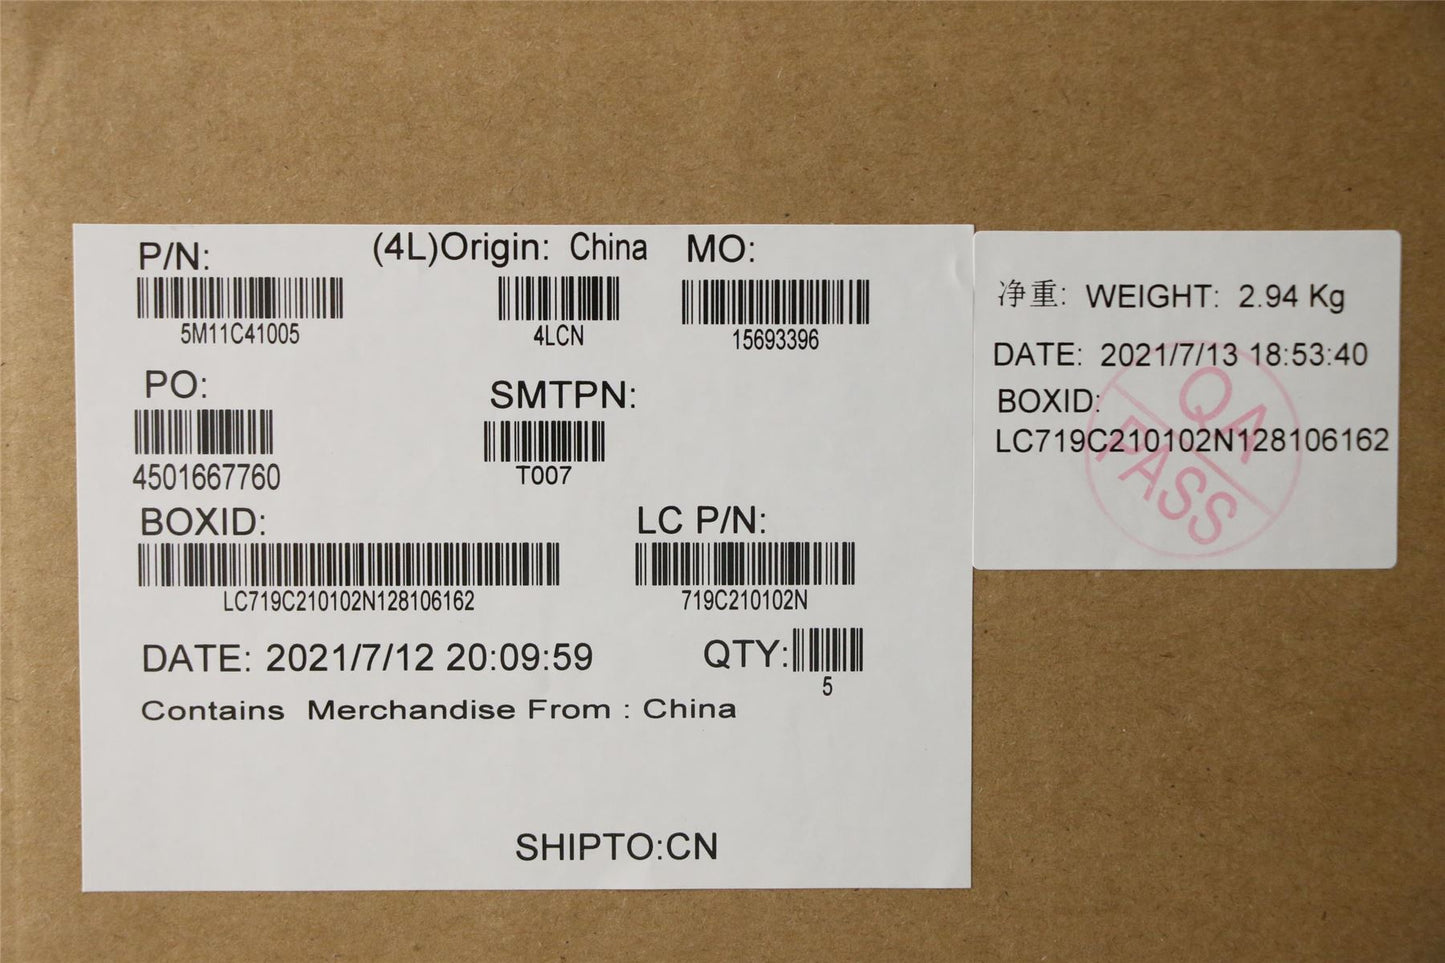 P/N:
5M11C41005
(4L)Origin: China
4LCN
MO:
15693396
PO:
4501667760
SMTPN:
T007
BOXID:
LC719C210102N128106162
LC P/N:
719C210102N
DATE: 2021/7/12 20:09:59
QTY:
5
Contains Merchandise From : China
SHIPTO:CN
净重: WEIGHT: 2.94 Kg
DATE: 2021/7/13 18:53:40
BOXID:
LC719C210102N128106162
QA
PASS